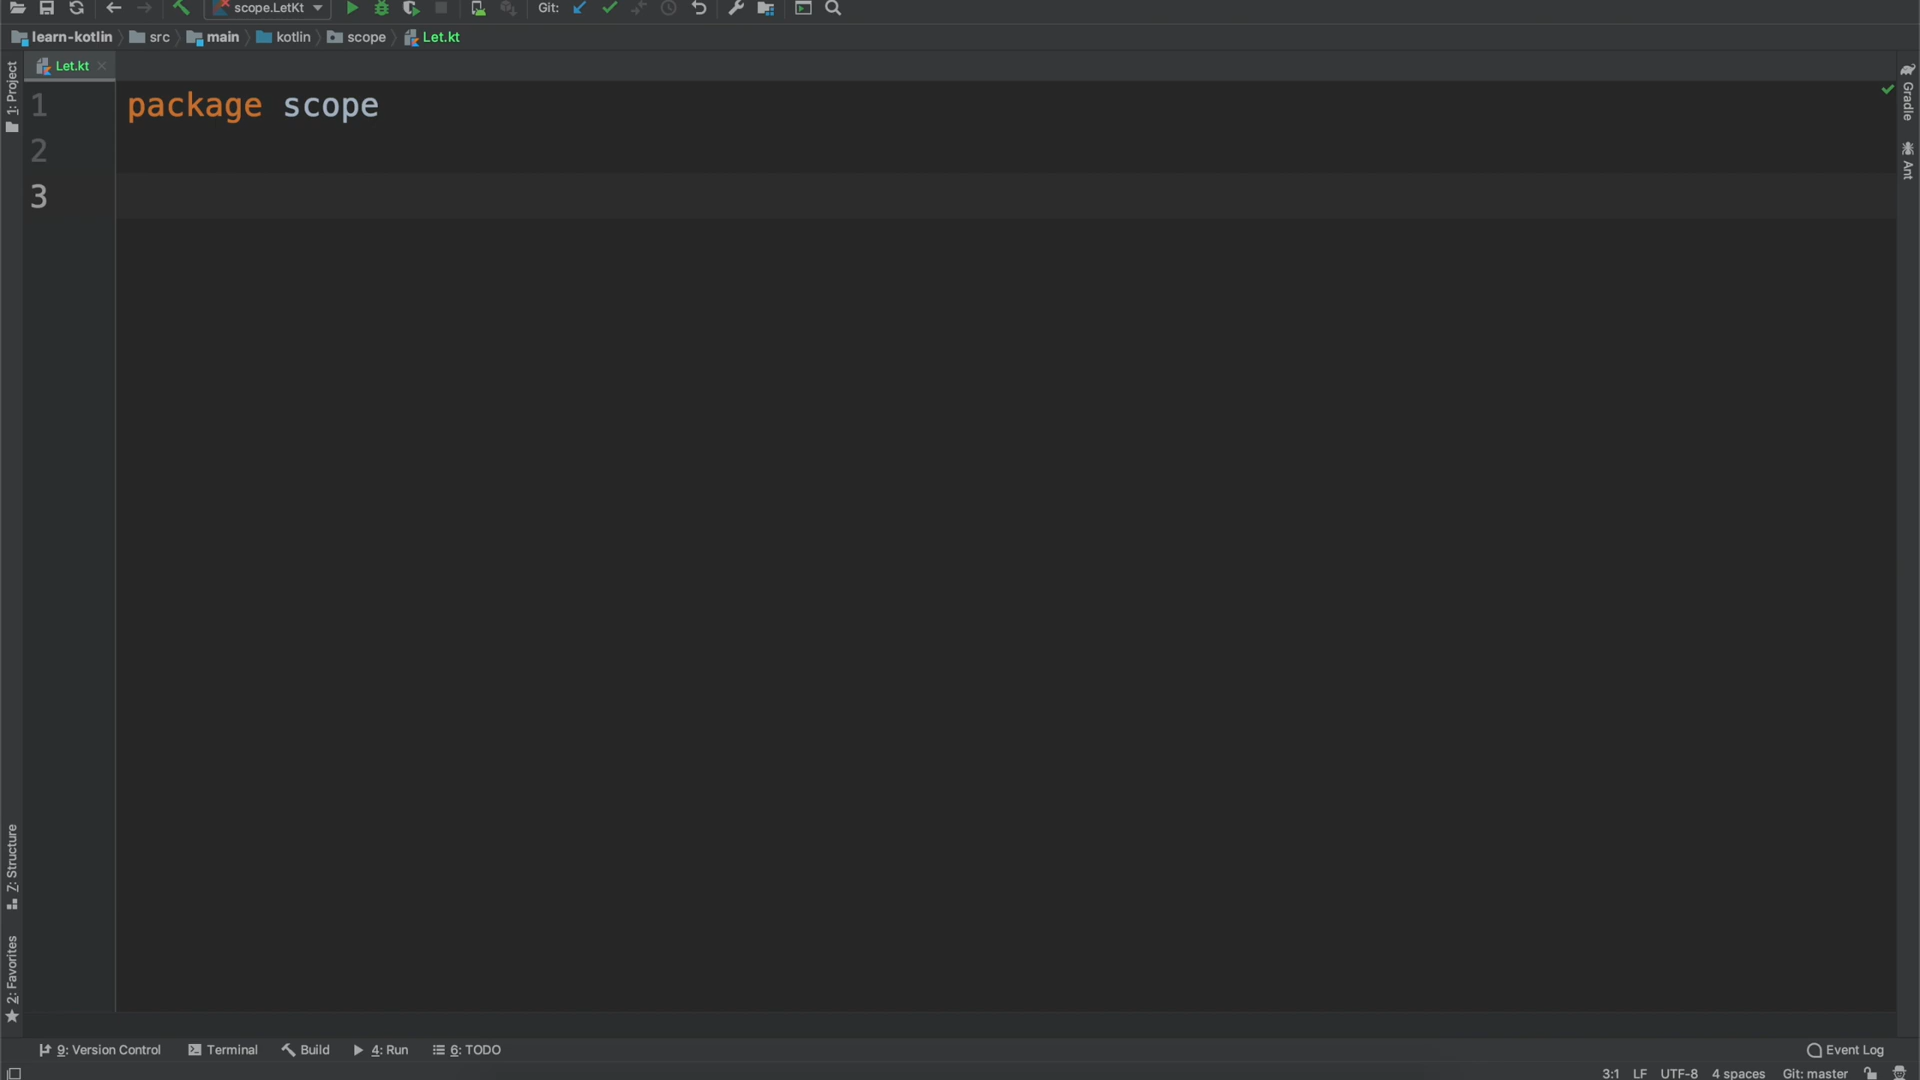 scope.LetKt Git:
learn-kotlin src main kotlin scope Let.kt
Let.kt
1 package scope
2
3
1: Project
Z: Structure
2: Favorites
Gradle
Ant
9: Version Control Terminal Build 4: Run 6: TODO Event Log
3:1 LF UTF-8 4 spaces Git: master